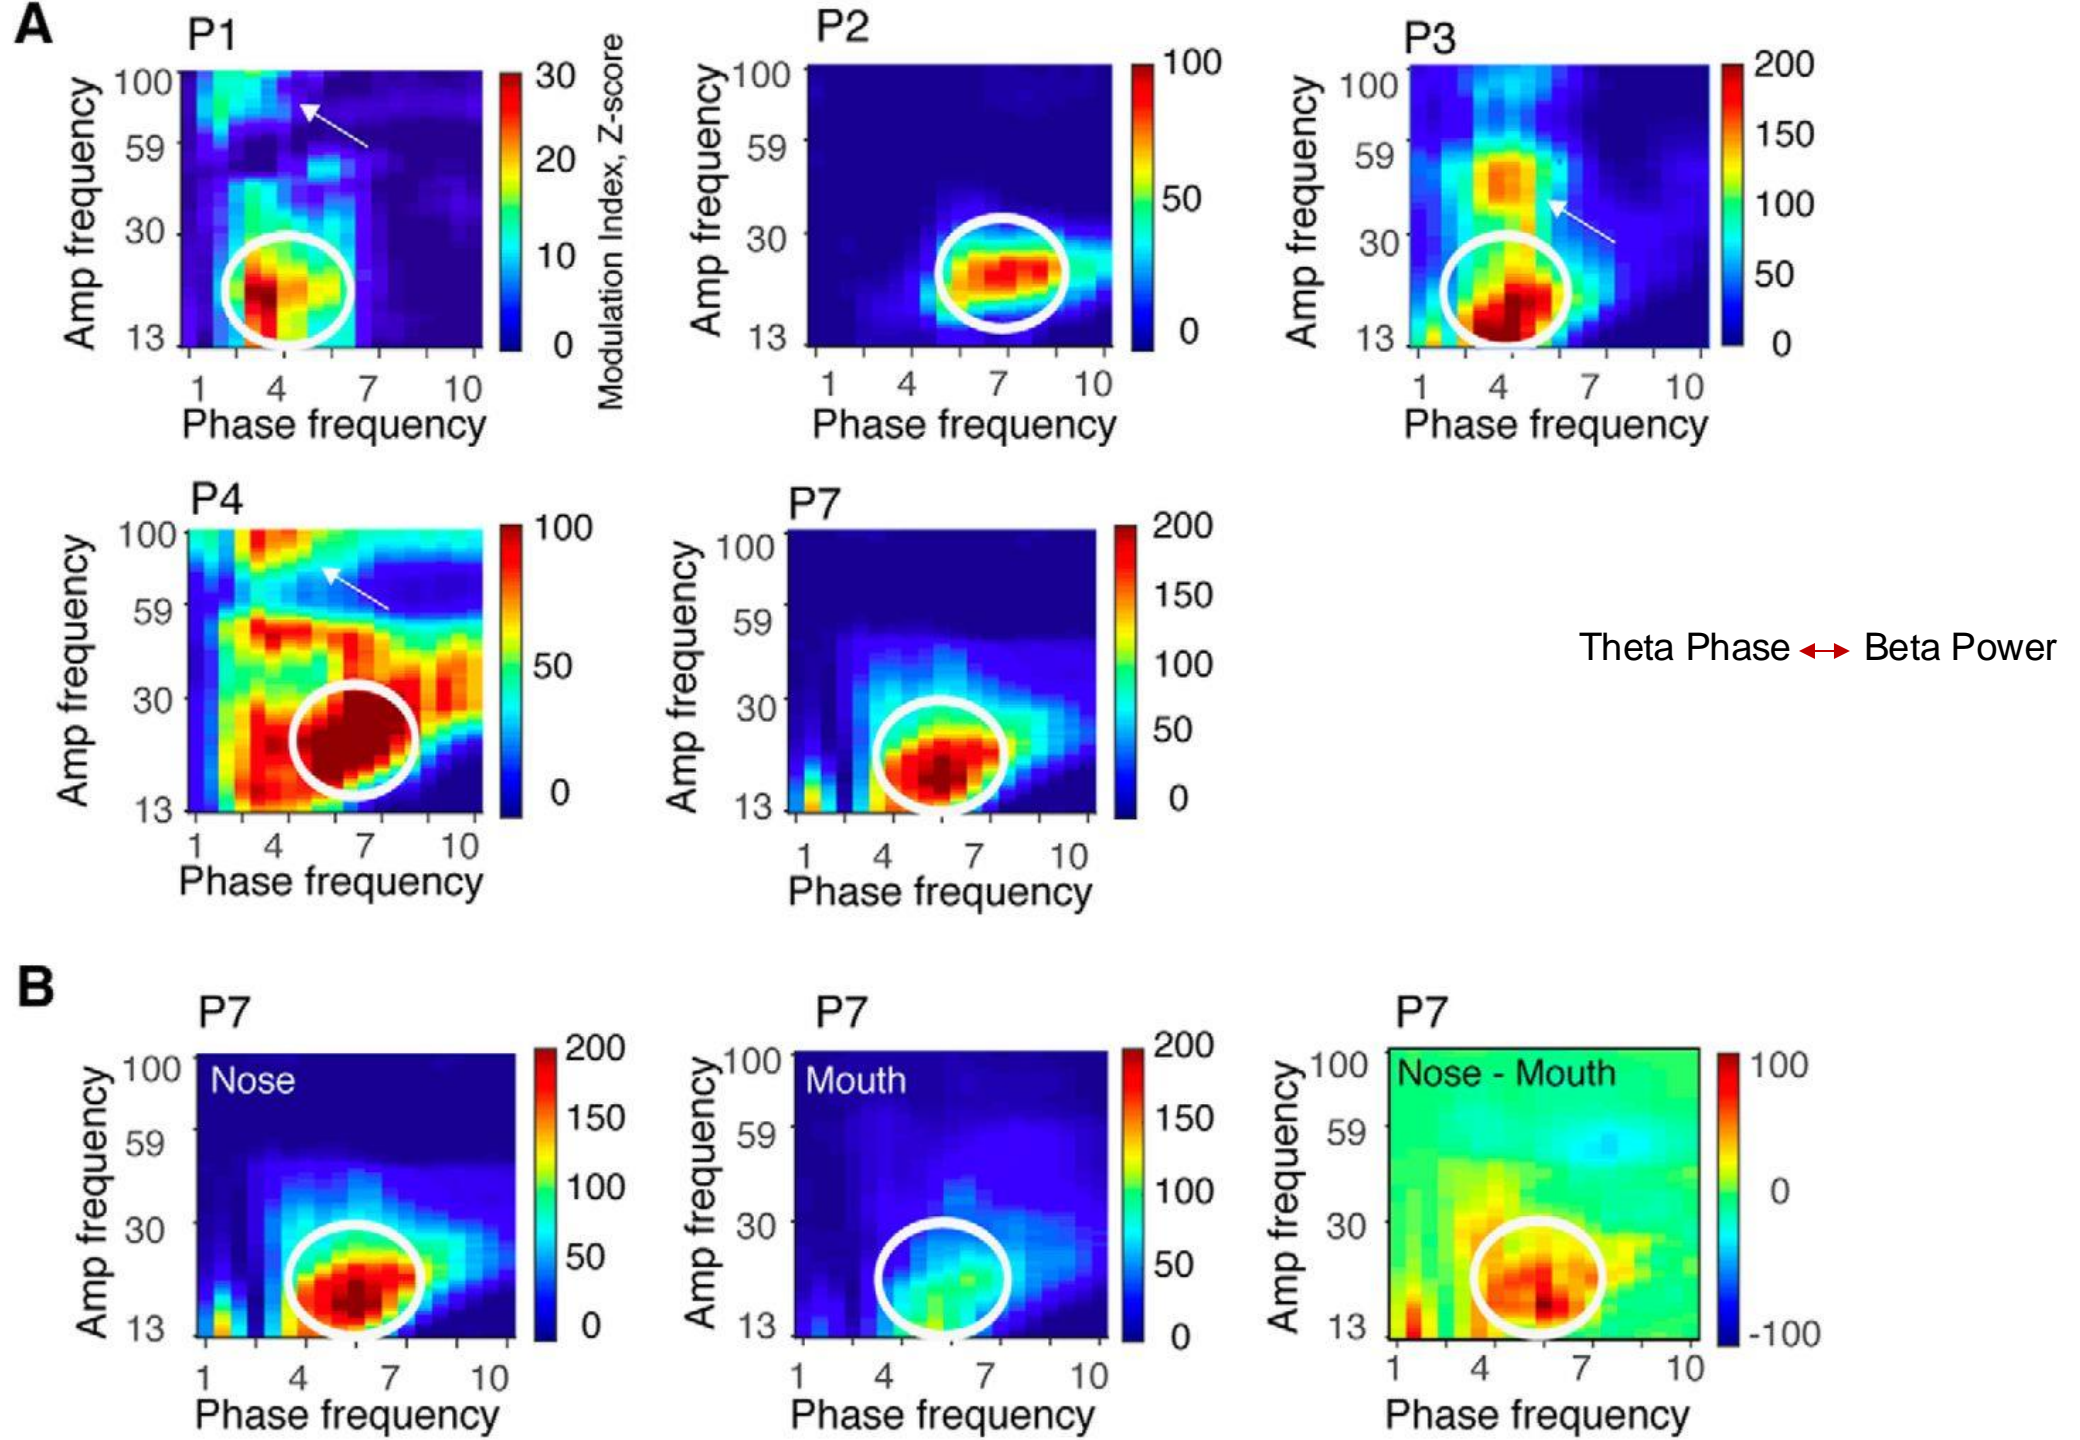 A
P1
Amp frequency
100
59
30
13
1 4 7 10
Phase frequency
30
20
10
0
Modulation Index, Z-score
P2
Amp frequency
100
59
30
13
1 4 7 10
Phase frequency
100
50
0
P3
Amp frequency
100
59
30
13
1 4 7 10
Phase frequency
200
150
100
50
0
P4
Amp frequency
100
59
30
13
1 4 7 10
Phase frequency
100
50
0
P7
Amp frequency
100
59
30
13
1 4 7 10
Phase frequency
200
150
100
50
0
Theta Phase ↔ Beta Power
B
P7
Nose
Amp frequency
100
59
30
13
1 4 7 10
Phase frequency
200
150
100
50
0
P7
Mouth
Amp frequency
100
59
30
13
1 4 7 10
Phase frequency
200
150
100
50
0
P7
Nose - Mouth
Amp frequency
100
59
30
13
1 4 7 10
Phase frequency
100
0
-100